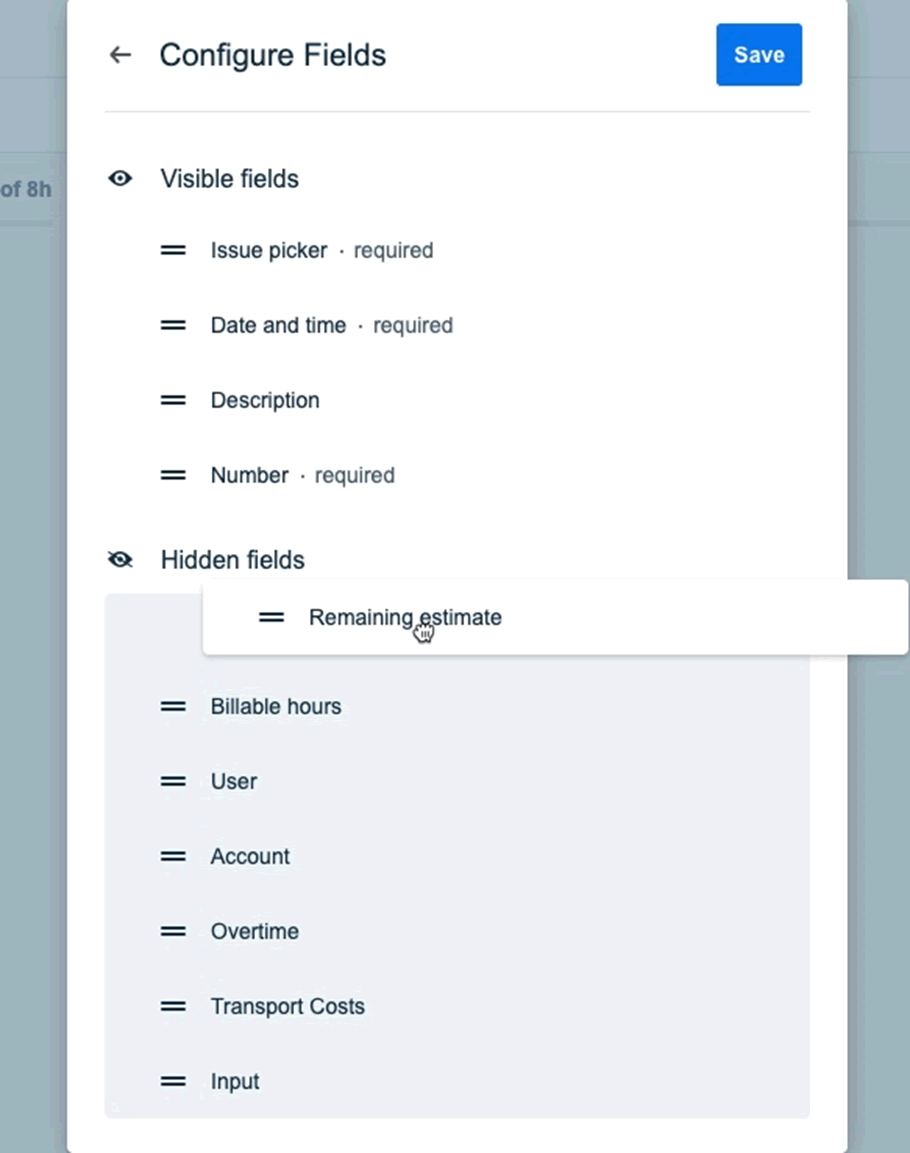 Configure Fields
Save
of 8h
Visible fields
Issue picker · required
Date and time · required
Description
Number · required
Hidden fields
Remaining estimate
Billable hours
User
Account
Overtime
Transport Costs
Input